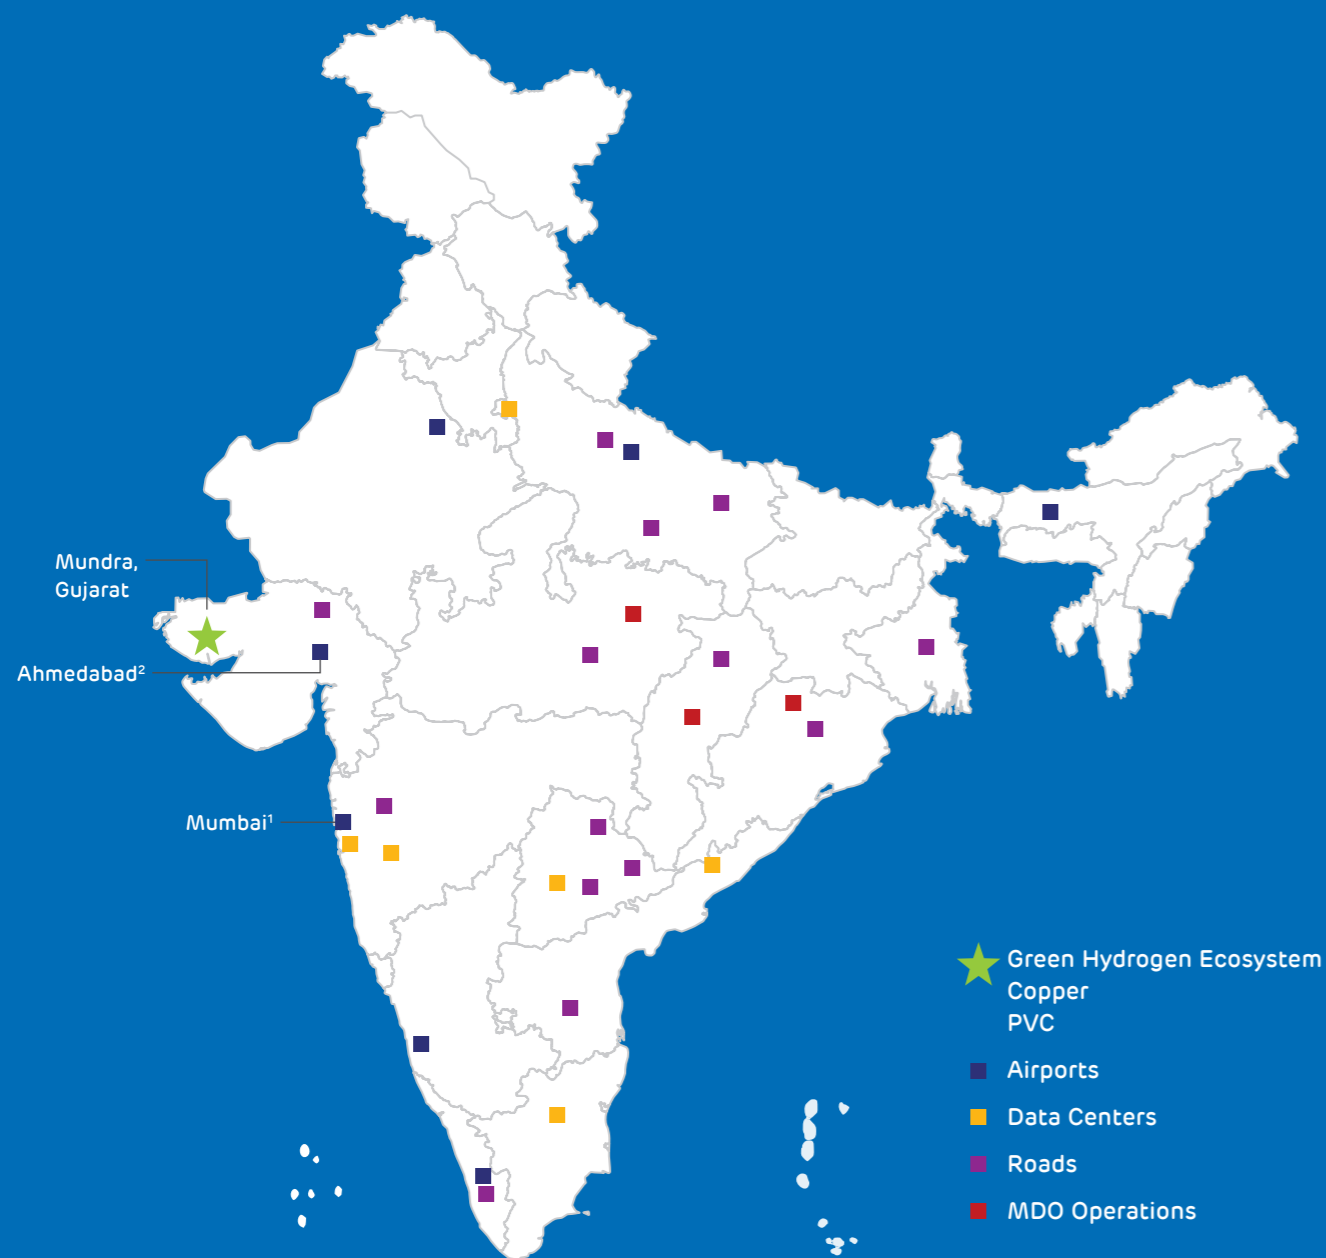 Mundra,
Gujarat
Ahmedabad²
Mumbai¹
Green Hydrogen Ecosystem
Copper
PVC
Airports
Data Centers
Roads
MDO Operations